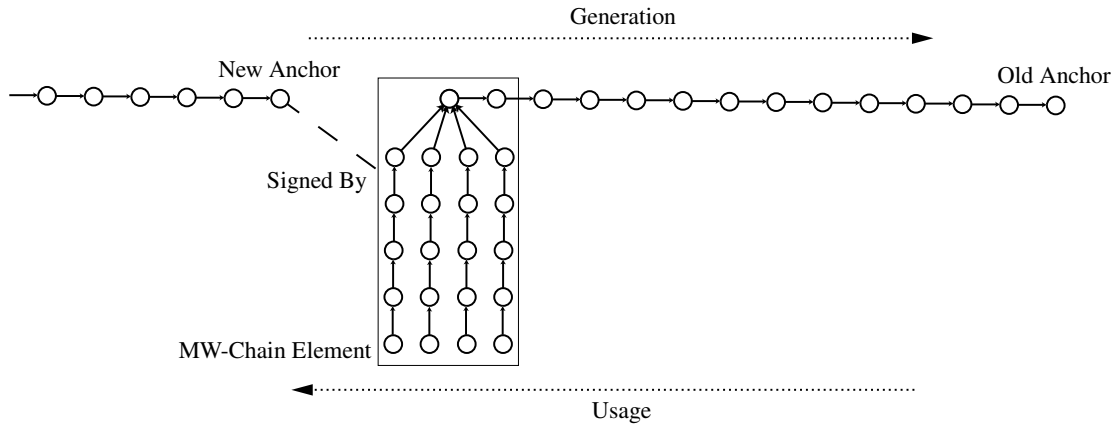 Generation
New Anchor
Old Anchor
Signed By
MW-Chain Element
Usage